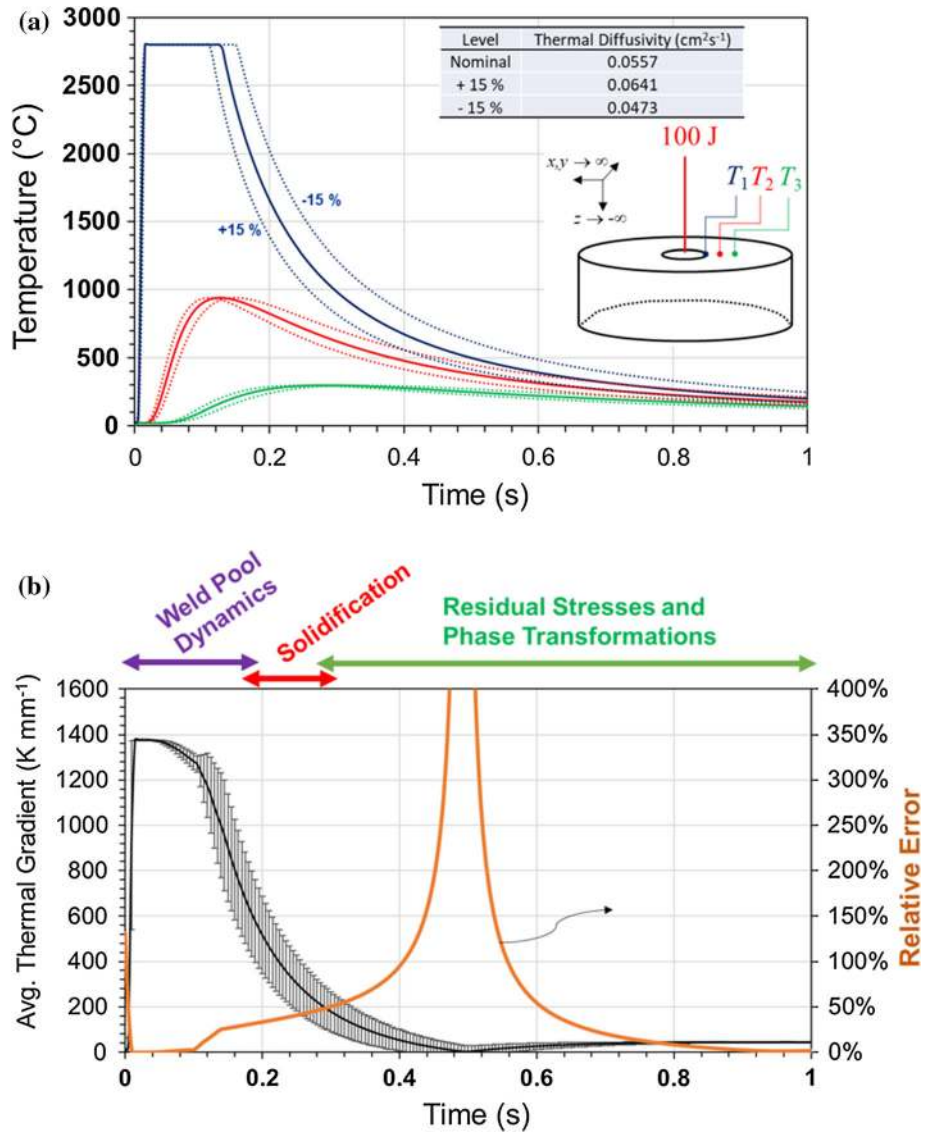 (a)
3000
2500
2000
1500
1000
500
0
Temperature (°C)
Level Thermal Diffusivity (cm²s⁻¹)
Nominal 0.0557
+ 15 % 0.0641
- 15 % 0.0473
100 J
x,y → ∞
z → -∞
T₁ T₂ T₃
-15 %
+15 %
0 0.2 0.4 0.6 0.8 1
Time (s)
(b)
Weld Pool
Dynamics
Solidification
Residual Stresses and
Phase Transformations
1600
1400
1200
1000
800
600
400
200
0
Avg. Thermal Gradient (K mm⁻¹)
400%
350%
300%
250%
200%
150%
100%
50%
0%
Relative Error
0 0.2 0.4 0.6 0.8 1
Time (s)